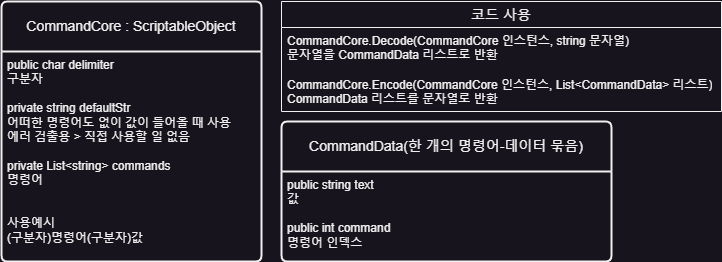 CommandCore : ScriptableObject
public char delimiter
구분자
private string defaultStr
어떠한 명령어도 없이 값이 들어올 때 사용
에러 검출용 > 직접 사용할 일 없음
private List<string> commands
명령어
사용예시
(구분자)명령어(구분자)값
코드 사용
CommandCore.Decode(CommandCore 인스턴스, string 문자열)
문자열을 CommandData 리스트로 반환
CommandCore.Encode(CommandCore 인스턴스, List<CommandData> 리스트)
CommandData 리스트를 문자열로 반환
CommandData(한 개의 명령어-데이터 묶음)
public string text
값
public int command
명령어 인덱스